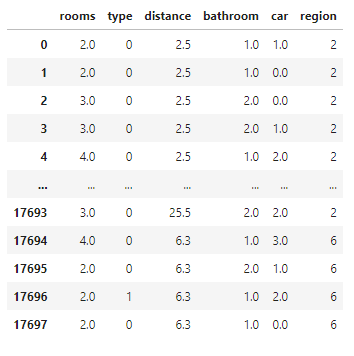 rooms type distance bathroom car region
0 2.0 0 2.5 1.0 1.0 2
1 2.0 0 2.5 1.0 0.0 2
2 3.0 0 2.5 2.0 0.0 2
3 3.0 0 2.5 2.0 1.0 2
4 4.0 0 2.5 1.0 2.0 2
... ... ... ... ... ... ...
17693 3.0 0 25.5 2.0 2.0 2
17694 4.0 0 6.3 1.0 3.0 6
17695 2.0 0 6.3 2.0 1.0 6
17696 2.0 1 6.3 1.0 2.0 6
17697 2.0 0 6.3 1.0 0.0 6